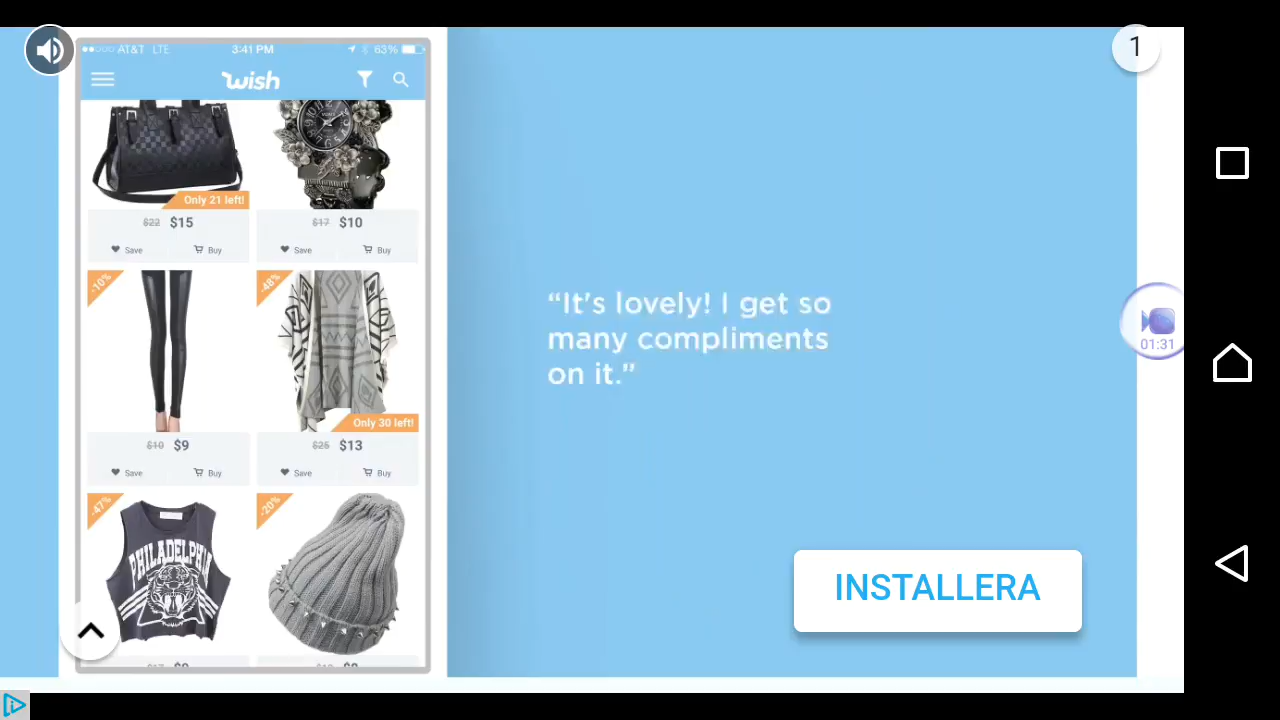 AT&T LTE 3:41 PM 63%
1
wish
Only 21 left!
$22 $15
$17 $10
Save Buy Save Buy
-10%
-48%
Only 30 left!
$10 $9
$25 $13
Save Buy Save Buy
-47%
-20%
PHILADELPHIA
"It's lovely! I get so
many compliments
on it."
01:31
INSTALLERA